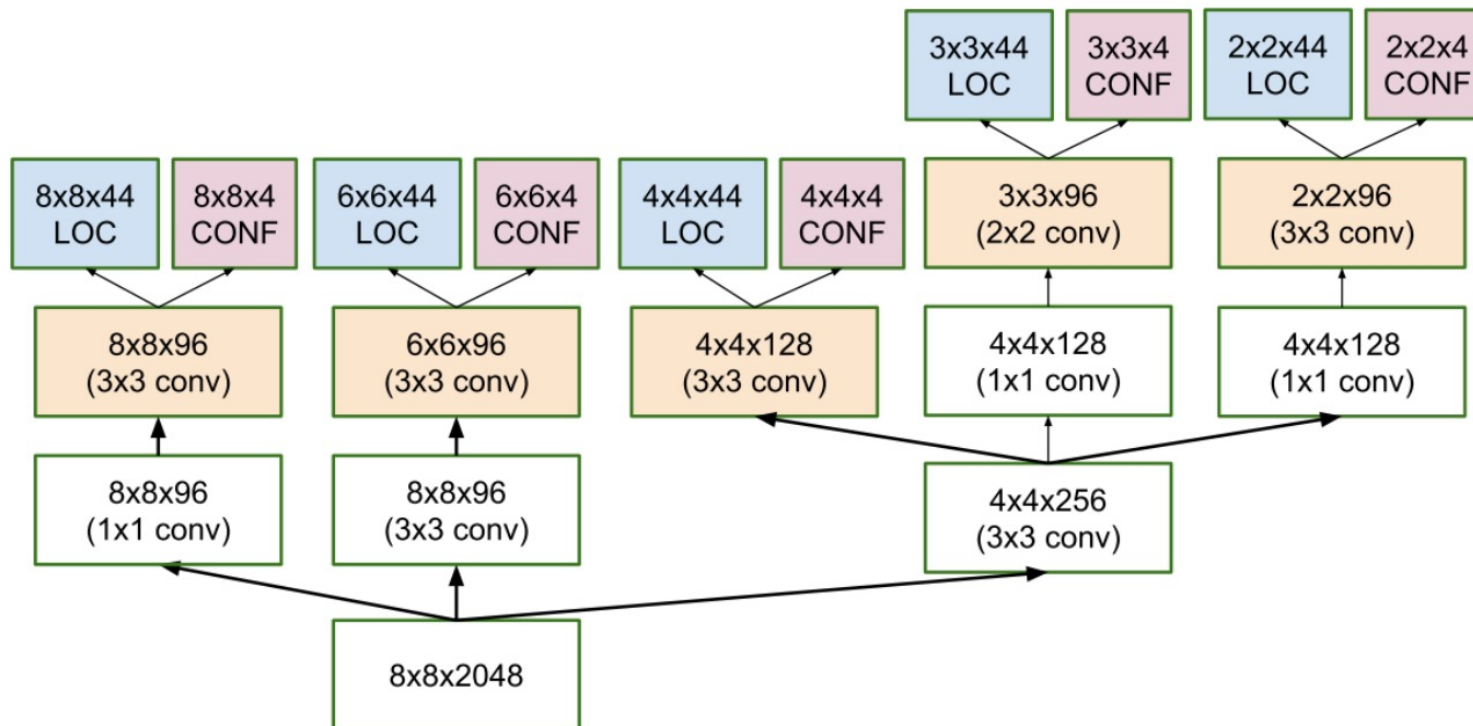 3x3x44
LOC
3x3x4
CONF
2x2x44
LOC
2x2x4
CONF
8x8x44
LOC
8x8x4
CONF
6x6x44
LOC
6x6x4
CONF
4x4x44
LOC
4x4x4
CONF
3x3x96
(2x2 conv)
2x2x96
(3x3 conv)
8x8x96
(3x3 conv)
6x6x96
(3x3 conv)
4x4x128
(3x3 conv)
4x4x128
(1x1 conv)
4x4x128
(1x1 conv)
8x8x96
(1x1 conv)
8x8x96
(3x3 conv)
4x4x256
(3x3 conv)
8x8x2048